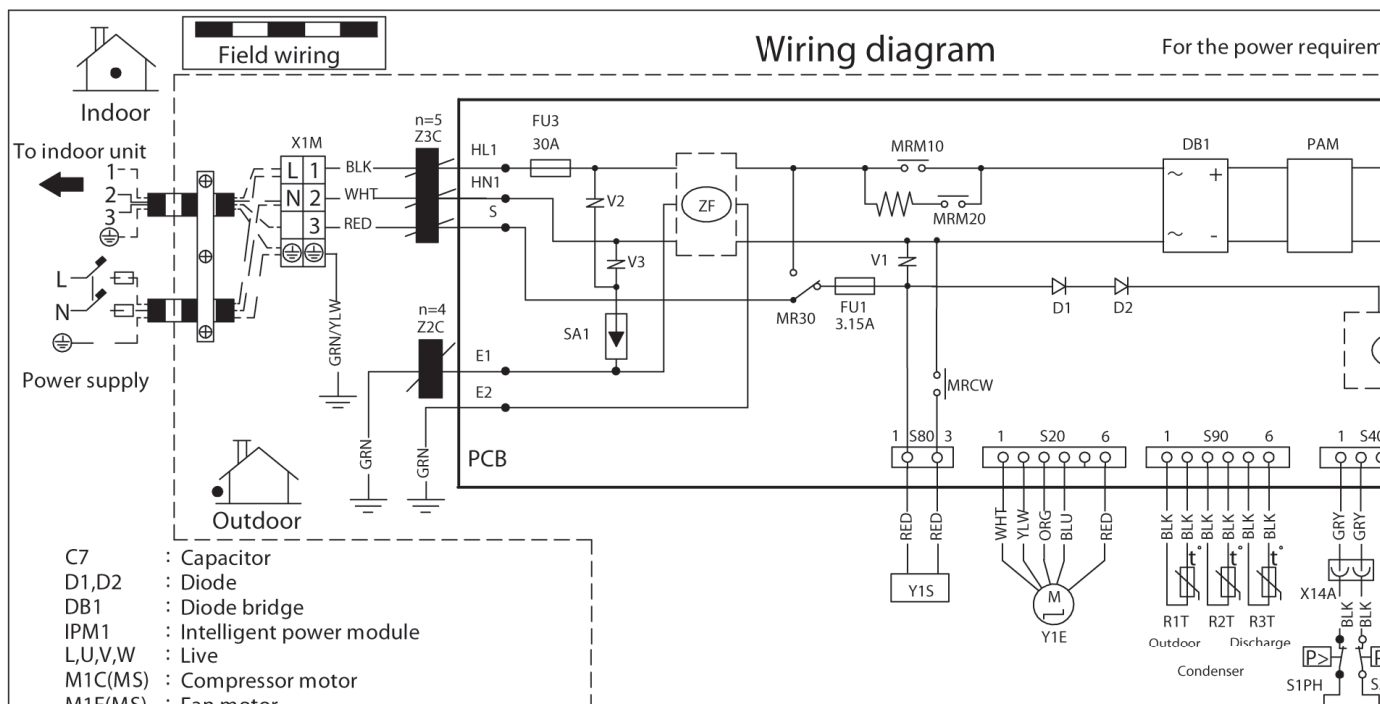 Field wiring
Wiring diagram
For the power requirem
Indoor
To indoor unit
1
2
3
L
N
Power supply
X1M
L 1
N 2
3
BLK
WHT
RED
GRN/YLW
n=5
Z3C
n=4
Z2C
GRN
GRN
HL1
HN1
S
E1
E2
PCB
FU3
30A
V2
V3
SA1
ZF
MRM10
MRM20
MR30
FU1
3.15A
V1
MRCW
DB1
~ +
~ -
PAM
D1
D2
1 S80 3
RED
RED
Y1S
1 S20 6
WHT
YLW
ORG
BLU
RED
M
Y1E
1 S90 6
BLK
BLK
BLK
BLK
BLK
BLK
t°
t°
t°
R1T
R2T
R3T
Outdoor
Discharge
Condenser
1 S40
GRY
GRY
X14A
BLK
BLK
P>
S1PH
Outdoor
C7 : Capacitor
D1,D2 : Diode
DB1 : Diode bridge
IPM1 : Intelligent power module
L,U,V,W : Live
M1C(MS) : Compressor motor
M1F(MS) : Fan motor